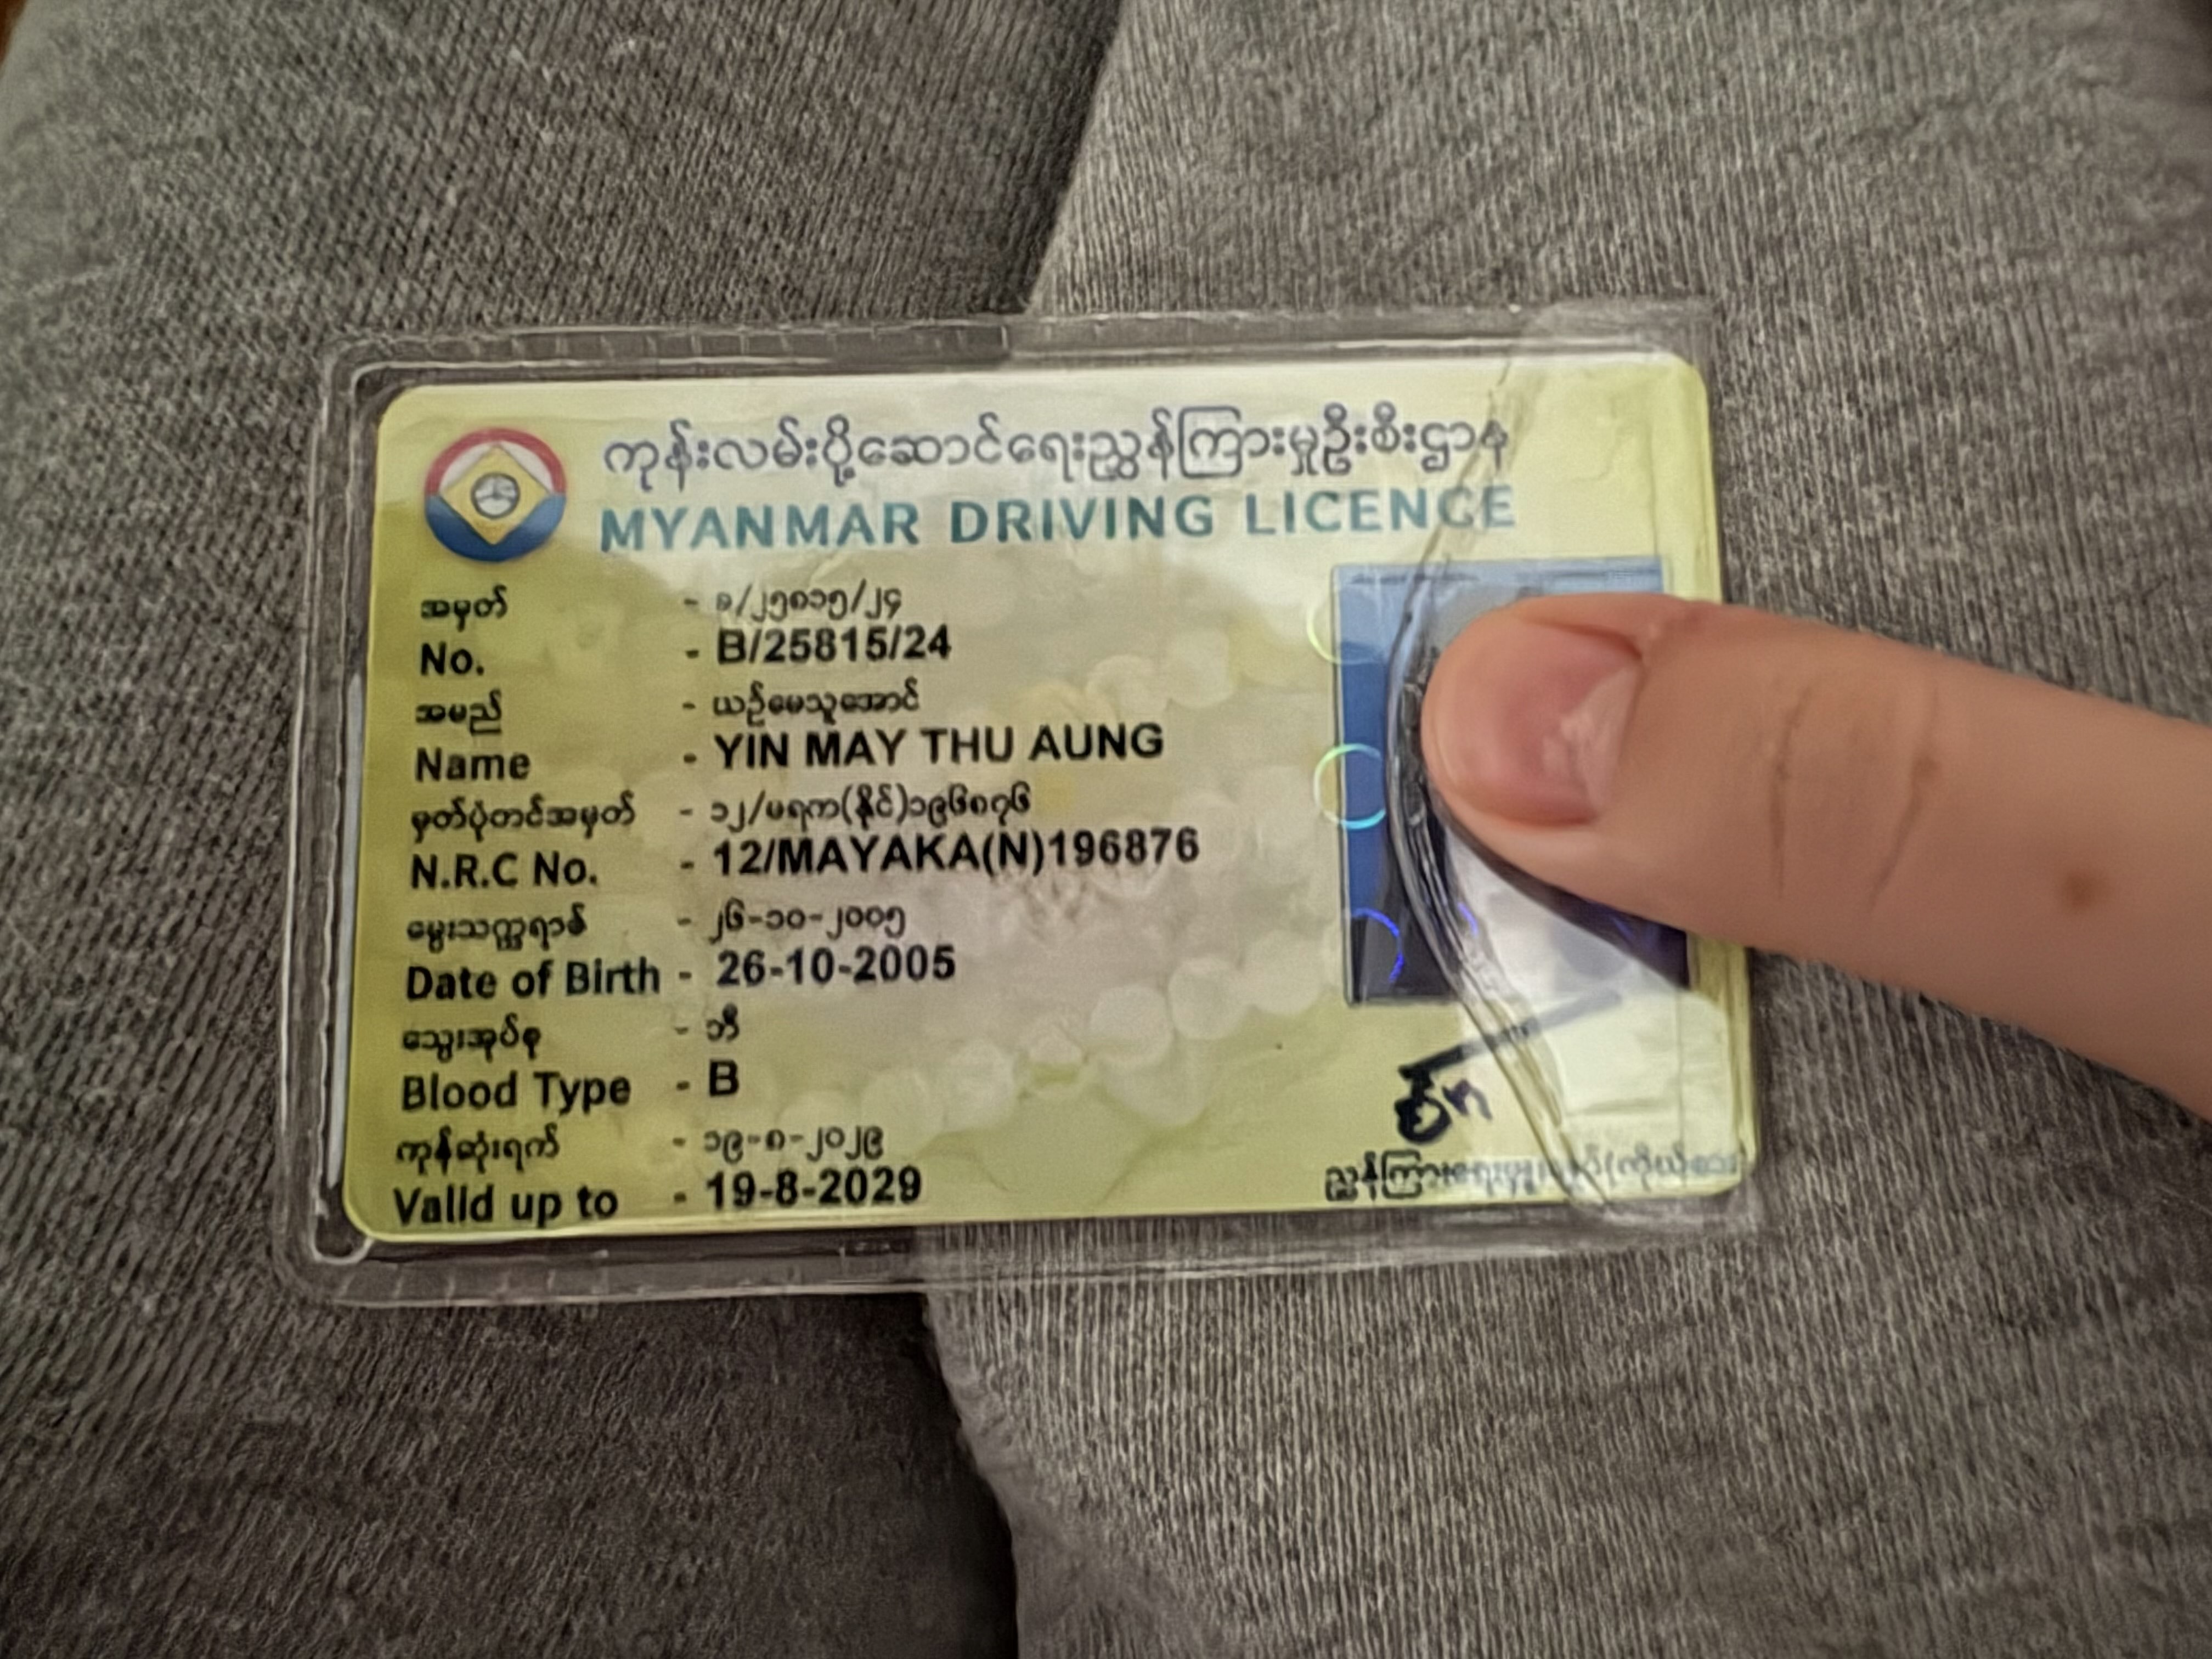 ကုန်းလမ်းပို့ဆောင်ရေးညွှန်ကြားမှုဦးစီးဌာန
MYANMAR DRIVING LICENCE
အမှတ် - ခ/၂၅၈၁၅/၂၄
No. - B/25815/24
အမည် - ယဉ်မေသူအောင်
Name - YIN MAY THU AUNG
မှတ်ပုံတင်အမှတ် - ၁၂/မရက(နိုင်)၁၉၆၈၇၆
N.R.C No. - 12/MAYAKA(N)196876
မွေးသက္ကရာဇ် - ၂၆-၁၀-၂၀၀၅
Date of Birth - 26-10-2005
သွေးအုပ်စု - ဘီ
Blood Type - B
ကုန်ဆုံးရက် - ၁၉-၈-၂၀၂၉
Valid up to - 19-8-2029